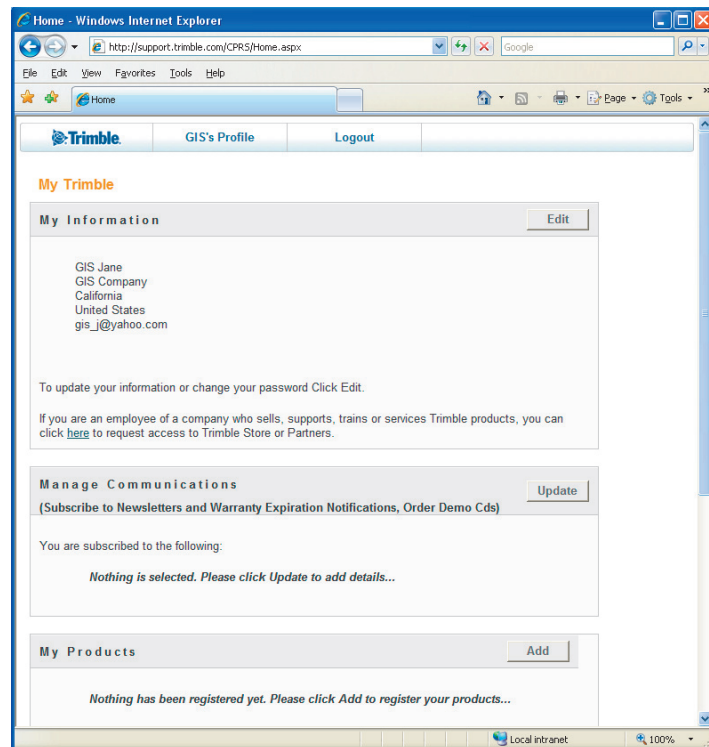 Home - Windows Internet Explorer
http://support.trimble.com/CPRS/Home.aspx
Google
File Edit View Favorites Tools Help
Home
Page Tools
Trimble. GIS's Profile Logout
My Trimble
My Information Edit
GIS Jane
GIS Company
California
United States
gis_j@yahoo.com
To update your information or change your password Click Edit.
If you are an employee of a company who sells, supports, trains or services Trimble products, you can
click here to request access to Trimble Store or Partners.
Manage Communications Update
(Subscribe to Newsletters and Warranty Expiration Notifications, Order Demo Cds)
You are subscribed to the following:
Nothing is selected. Please click Update to add details...
My Products Add
Nothing has been registered yet. Please click Add to register your products...
Local intranet 100%